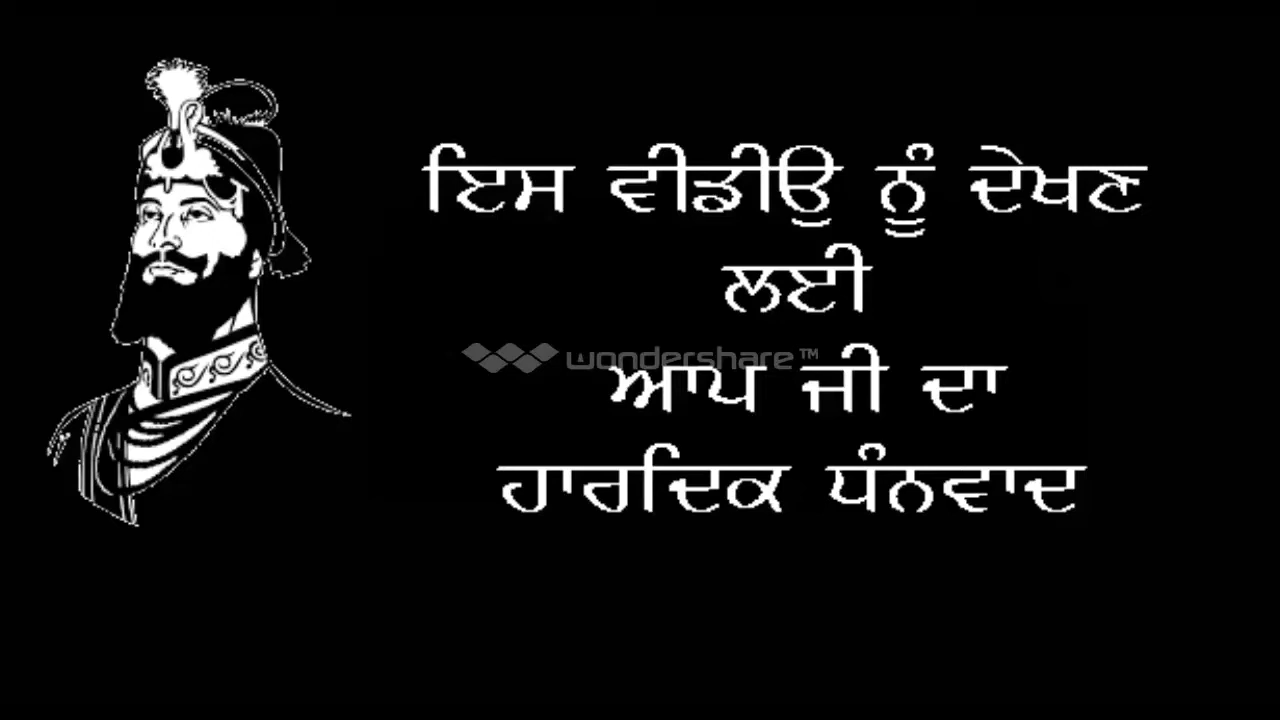 ਇਸ ਵੀਡੀਉ ਨੂੰ ਦੇਖਣ
ਲਈ
wondershare™
ਆਪ ਜੀ ਦਾ
ਹਾਰਦਿਕ ਧੰਨਵਾਦ